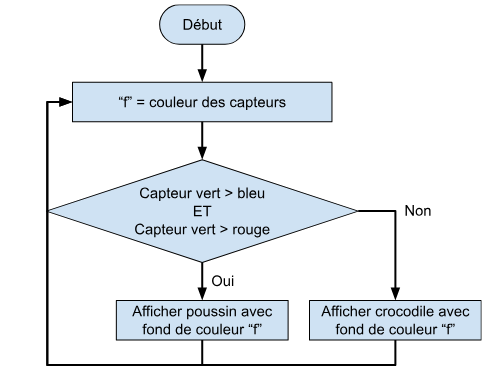 Début
“f” = couleur des capteurs
Capteur vert > bleu
ET
Capteur vert > rouge
Non
Oui
Afficher poussin avec
fond de couleur “f”
Afficher crocodile avec
fond de couleur “f”